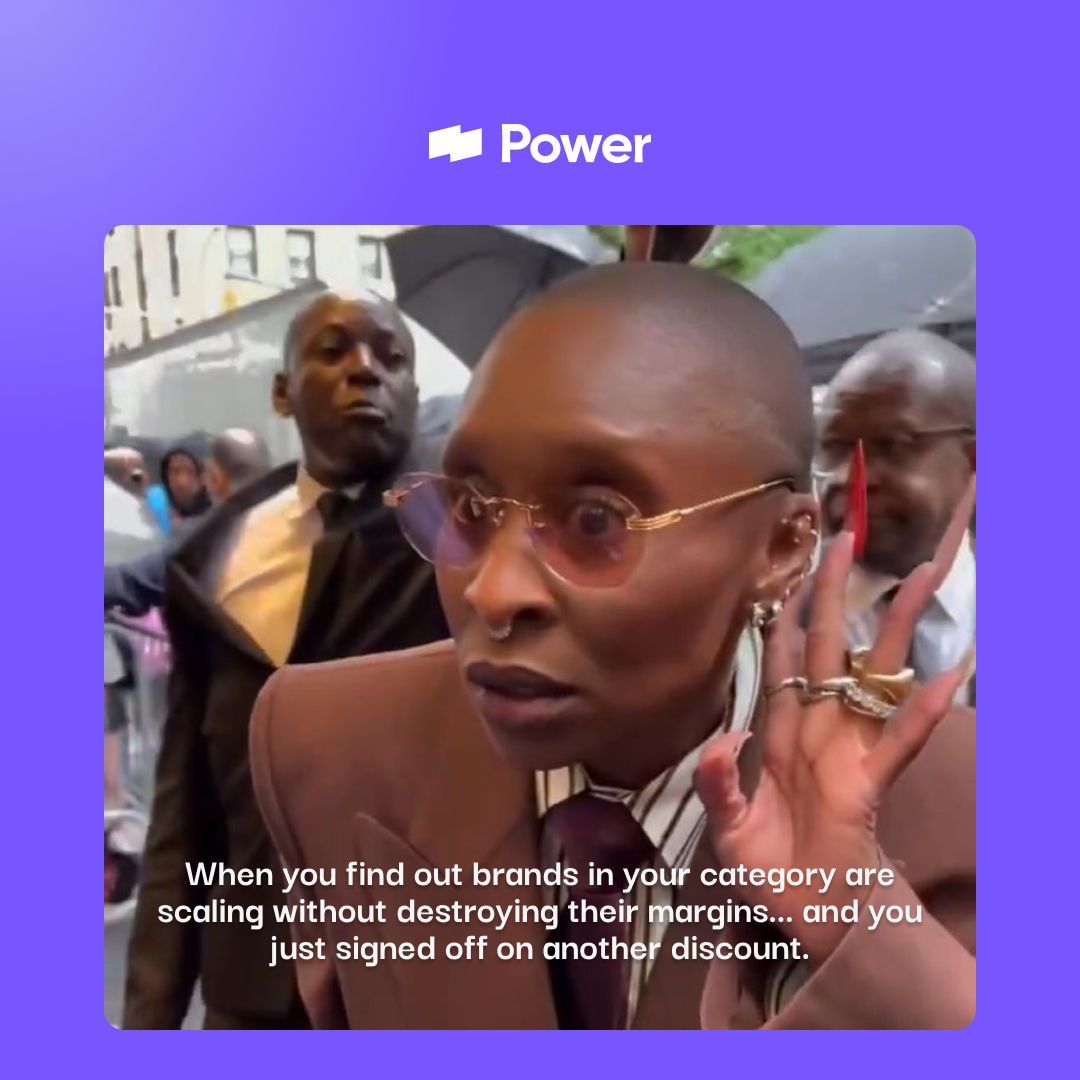 Power
When you find out brands in your category are
scaling without destroying their margins... and you
just signed off on another discount.